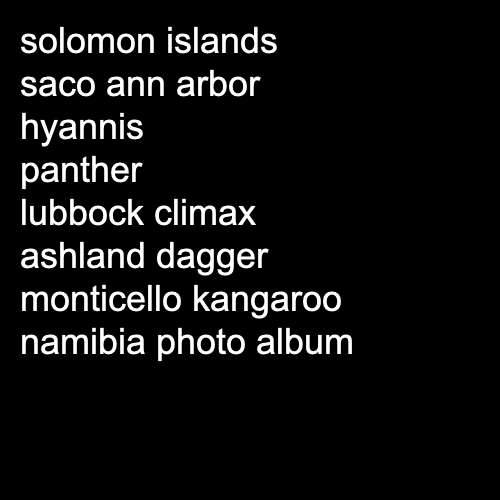 solomon islands
saco ann arbor
hyannis
panther
lubbock climax
ashland dagger
monticello kangaroo
namibia photo album